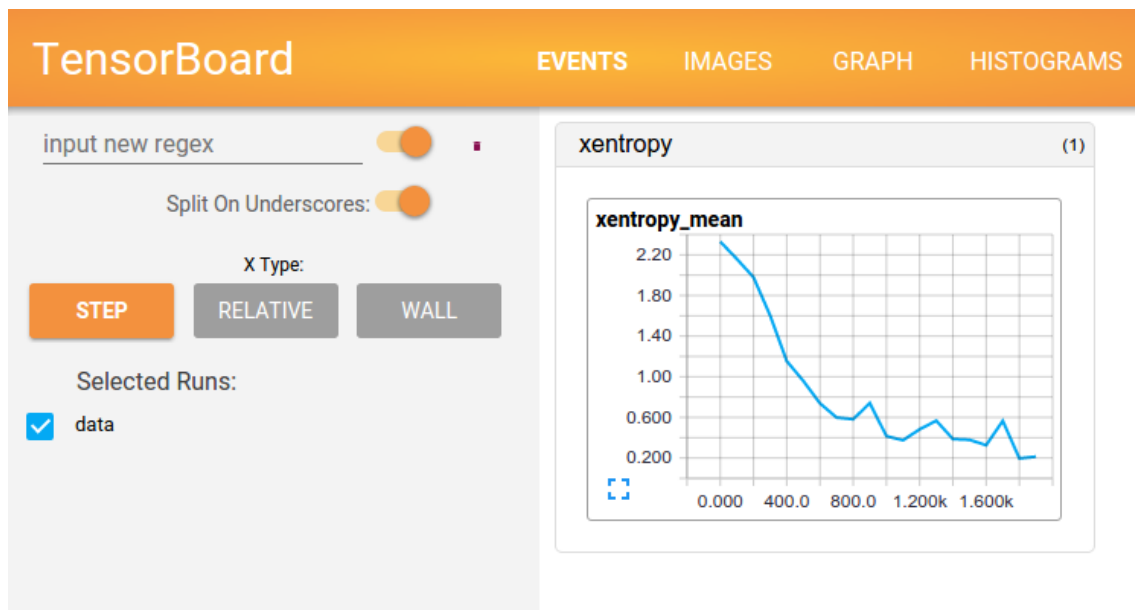 TensorBoard
EVENTS IMAGES GRAPH HISTOGRAMS
input new regex
Split On Underscores:
X Type:
STEP RELATIVE WALL
Selected Runs:
data
xentropy (1)
xentropy_mean
2.20
1.80
1.40
1.00
0.600
0.200
0.000 400.0 800.0 1.200k 1.600k